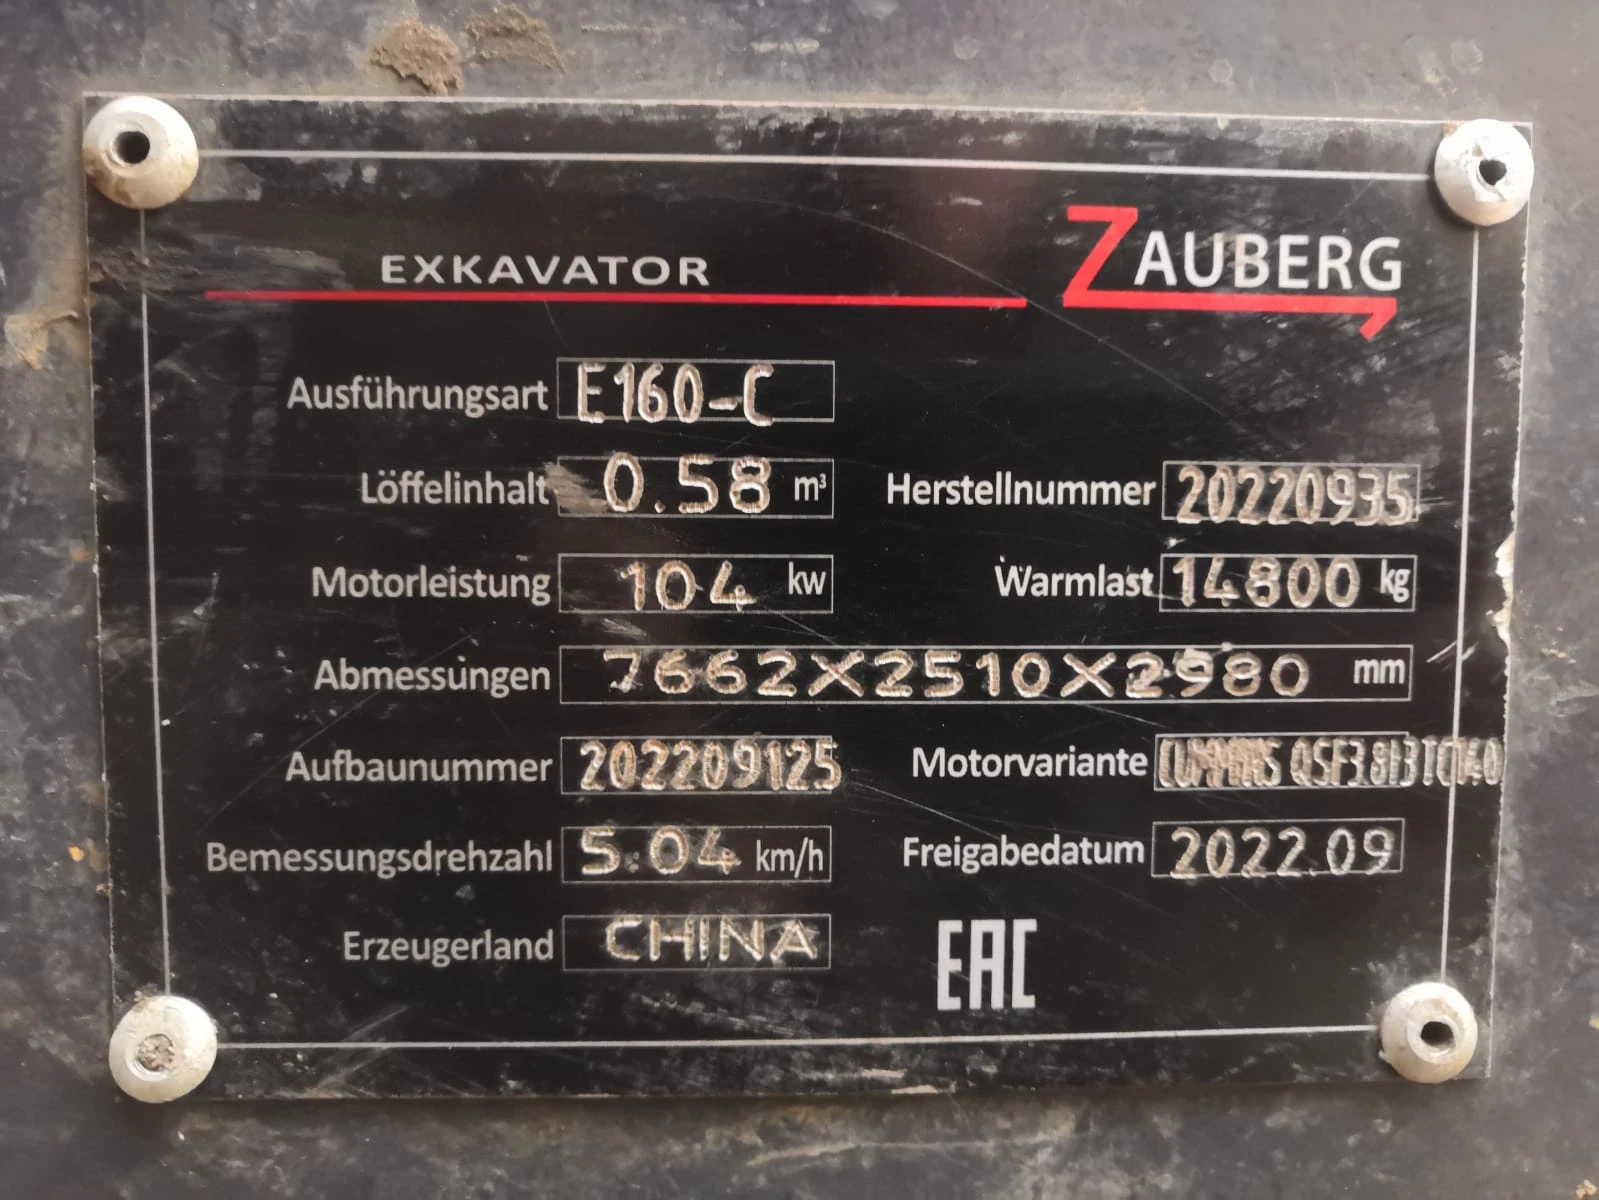 EXKAVATOR ZAUBERG
Ausführungsart E160-C
Löffelinhalt 0.58 m³ Herstellnummer 20220935
Motorleistung 104 kw Warmlast 14800 kg
Abmessungen 7662X2510X2980 mm
Aufbaunummer 202209125 Motorvariante CUMMINS
Bemessungsdrehzahl 5.04 km/h Freigabedatum 2022.09
Erzeugerland CHINA EAC